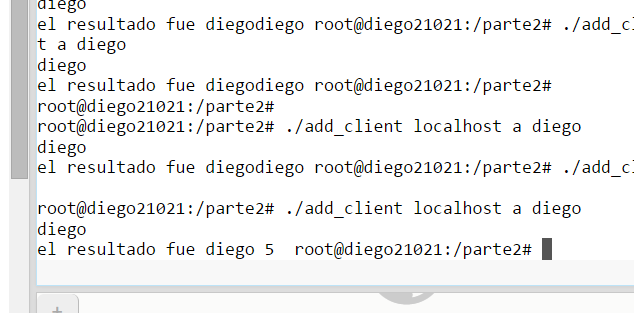 diego
el resultado fue diegodiego root@diego21021:/parte2# ./add_cl
t a diego
diego
el resultado fue diegodiego root@diego21021:/parte2#
root@diego21021:/parte2#
root@diego21021:/parte2# ./add_client localhost a diego
diego
el resultado fue diegodiego root@diego21021:/parte2# ./add_cl
root@diego21021:/parte2# ./add_client localhost a diego
diego
el resultado fue diego 5  root@diego21021:/parte2#
+